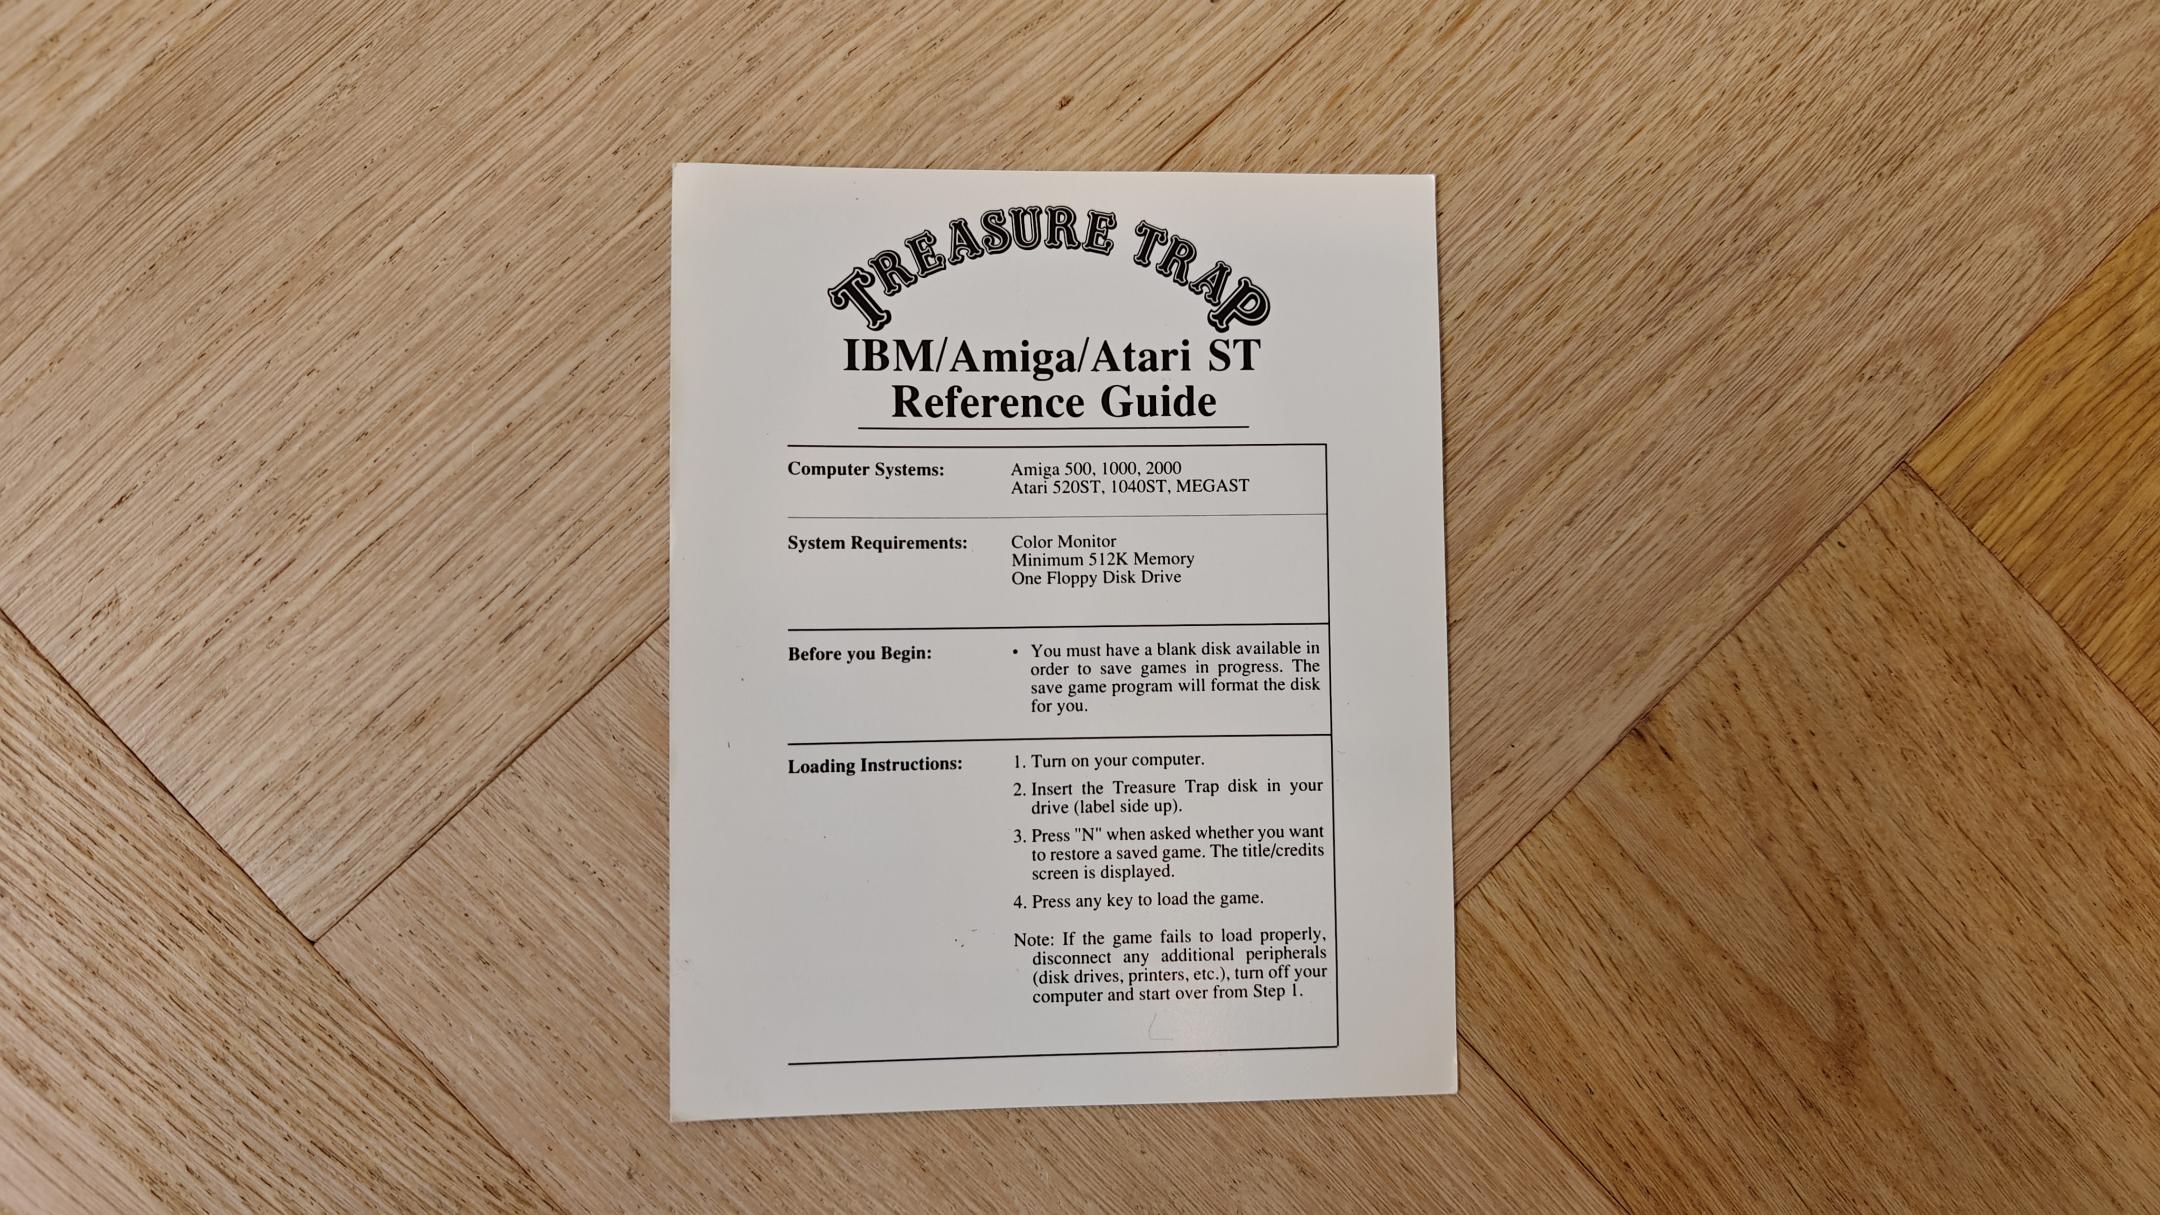 TREASURE TRAP
IBM/Amiga/Atari ST
Reference Guide
Computer Systems:
Amiga 500, 1000, 2000
Atari 520ST, 1040ST, MEGAST
System Requirements:
Color Monitor
Minimum 512K Memory
One Floppy Disk Drive
Before you Begin:
• You must have a blank disk available in
order to save games in progress. The
save game program will format the disk
for you.
Loading Instructions:
1. Turn on your computer.
2. Insert the Treasure Trap disk in your
drive (label side up).
3. Press "N" when asked whether you want
to restore a saved game. The title/credits
screen is displayed.
4. Press any key to load the game.
Note: If the game fails to load properly,
disconnect any additional peripherals
(disk drives, printers, etc.), turn off your
computer and start over from Step 1.